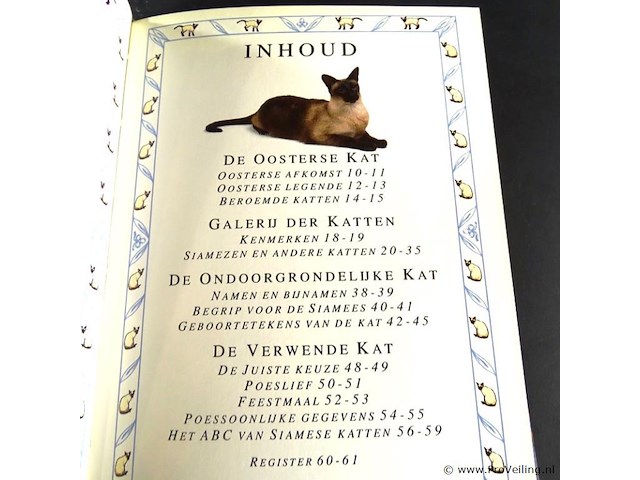 INHOUD
DE OOSTERSE KAT
OOSTERSE AFKOMST 10-11
OOSTERSE LEGENDE 12-13
BEROEMDE KATTEN 14-15
GALERIJ DER KATTEN
KENMERKEN 18-19
SIAMEZEN EN ANDERE KATTEN 20-35
DE ONDOORGRONDELIJKE KAT
NAMEN EN BIJNAMEN 38-39
BEGRIP VOOR DE SIAMEES 40-41
GEBOORTETEKENS VAN DE KAT 42-45
DE VERWENDE KAT
DE JUISTE KEUZE 48-49
POESLIEF 50-51
FEESTMAAL 52-53
POESSOONLIJKE GEGEVENS 54-55
HET ABC VAN SIAMESE KATTEN 56-59
REGISTER 60-61
© www.ProVeiling.nl